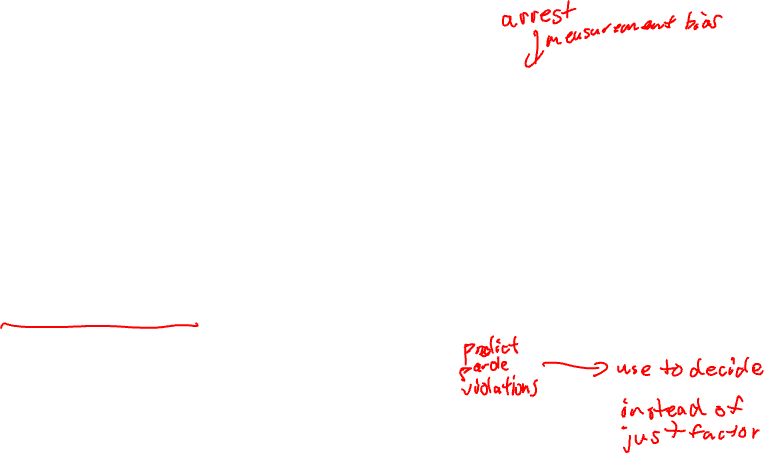 arrest
measurement bias
predict
parole
violations
use to decide
instead of
just factor